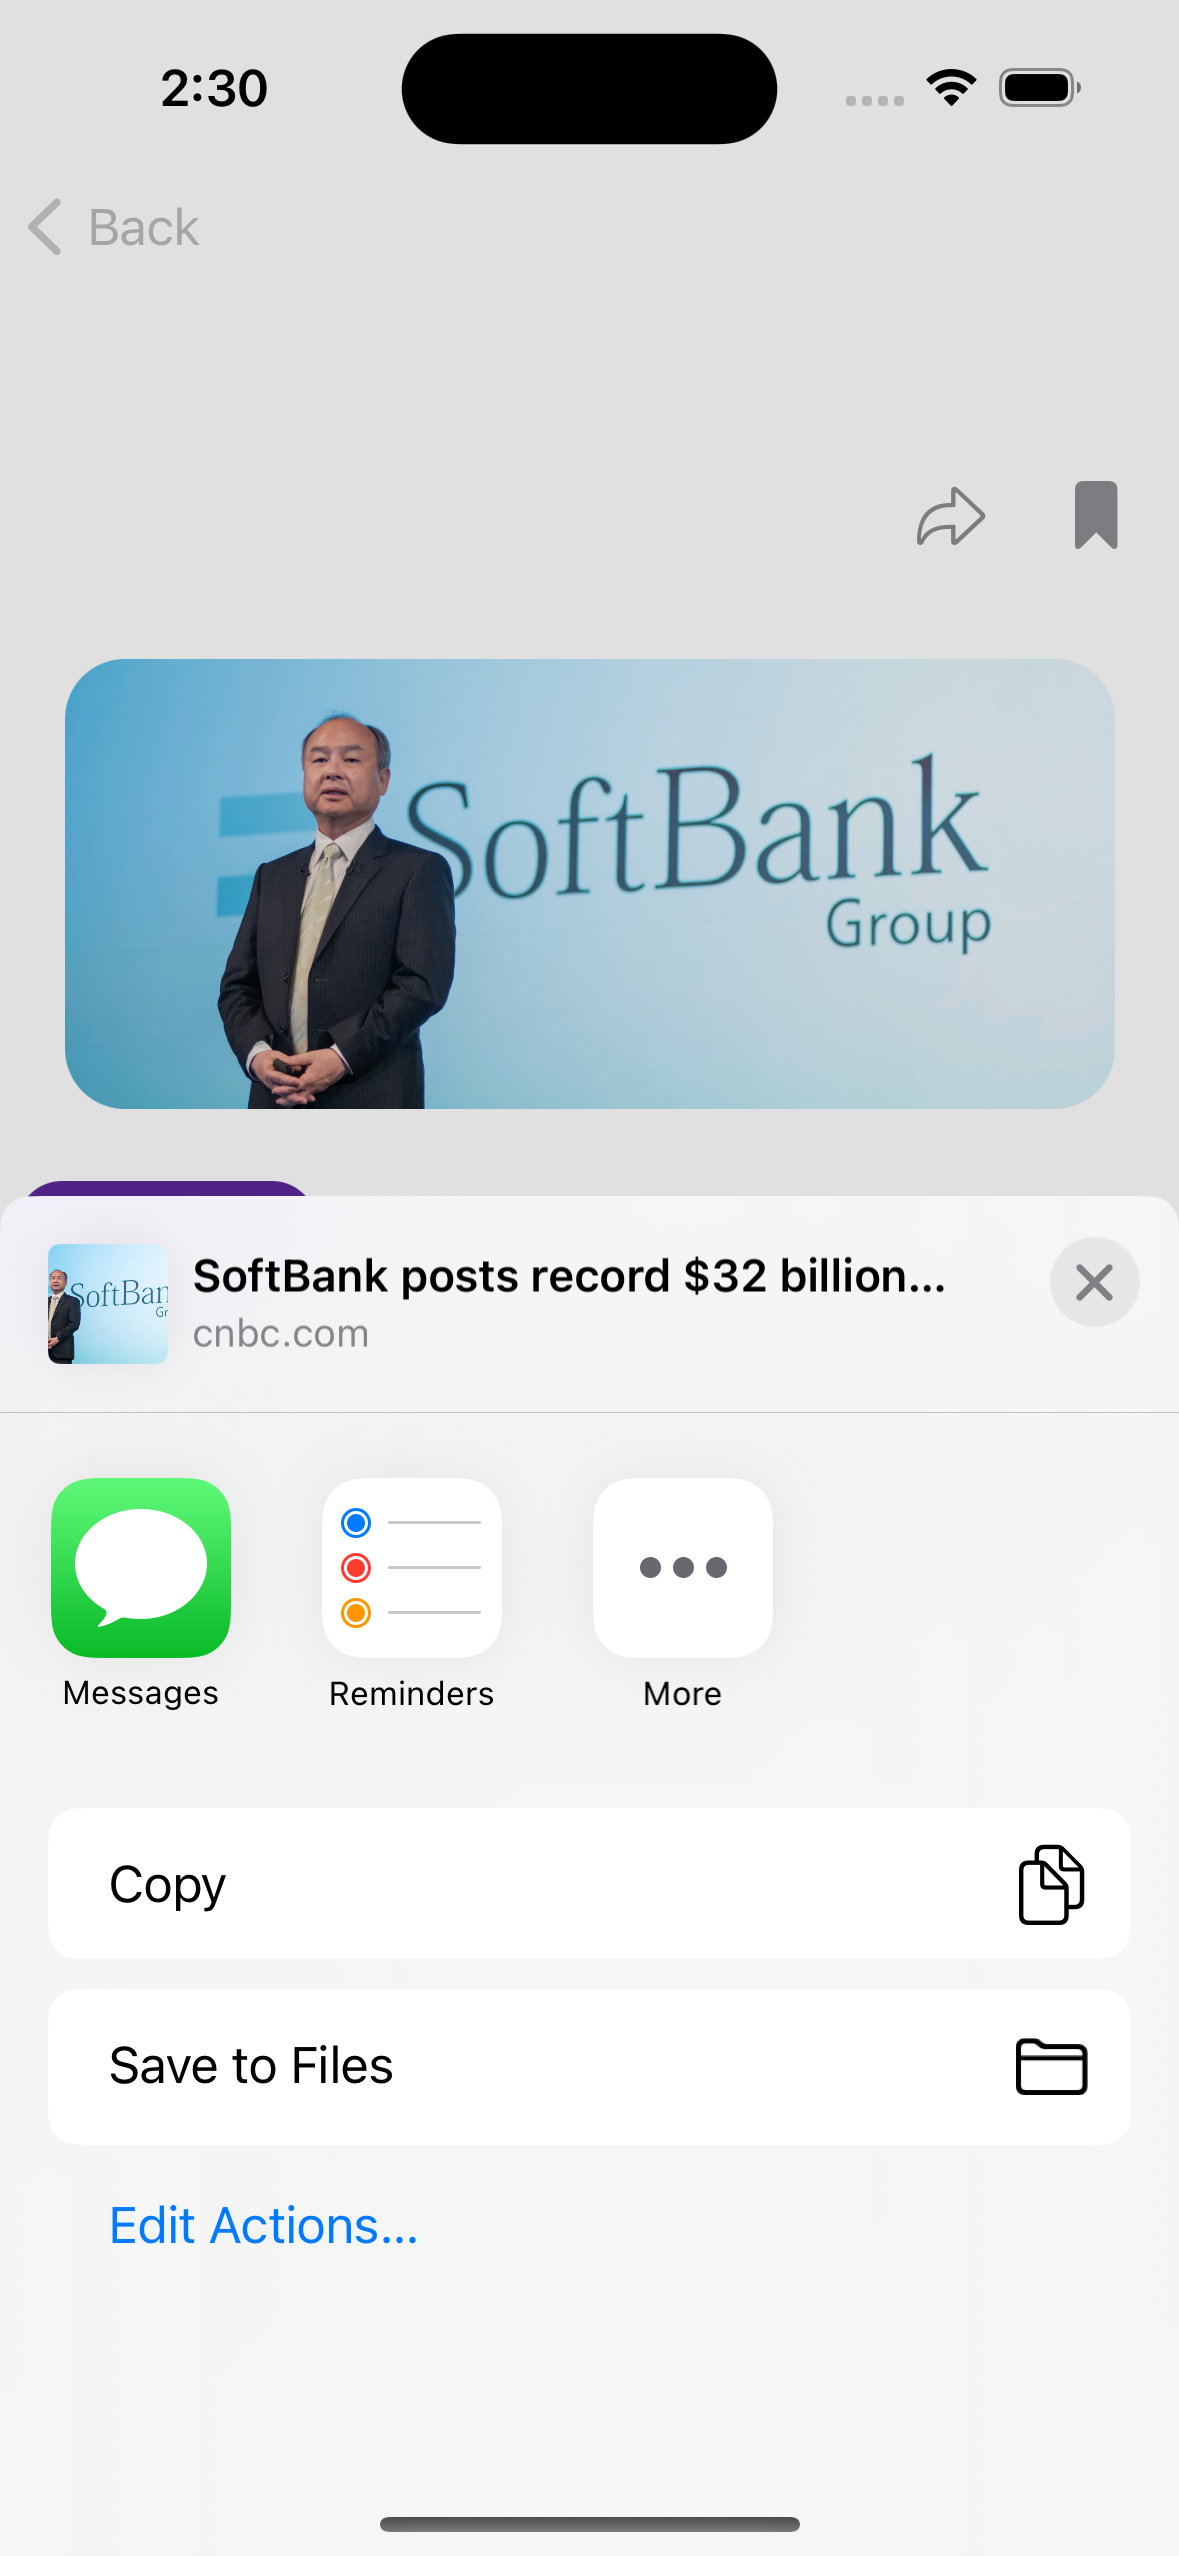 2:30
Back
SoftBank
Group
SoftBank posts record $32 billion...
cnbc.com
Messages
Reminders
More
Copy
Save to Files
Edit Actions...